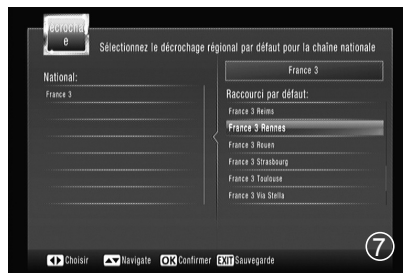 écrochag
e
Sélectionnez le décrochage régional par défaut pour la chaîne nationale
National:
France 3
France 3
Raccourci par défaut:
France 3 Reims
France 3 Rennes
France 3 Rouen
France 3 Strasbourg
France 3 Toulouse
France 3 Via Stella
Choisir Navigate OK Confirmer EXIT Sauvegarde
7